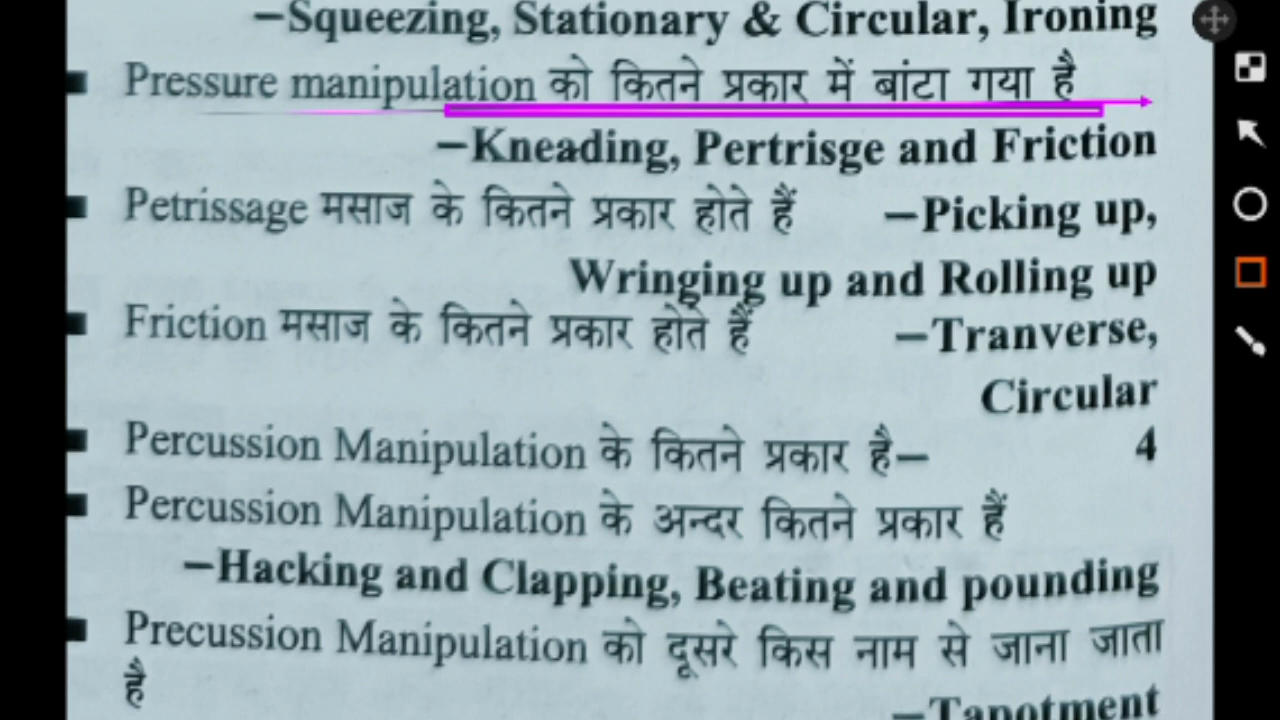 –Squeezing, Stationary & Circular, Ironing
Pressure manipulation को कितने प्रकार में बांटा गया है
–Kneading, Pertrisge and Friction
Petrissage मसाज के कितने प्रकार होते हैं –Picking up,
Wringing up and Rolling up
Friction मसाज के कितने प्रकार होते हैं –Tranverse,
Circular
Percussion Manipulation के कितने प्रकार है– 4
Percussion Manipulation के अन्दर कितने प्रकार हैं
–Hacking and Clapping, Beating and pounding
Precussion Manipulation को दूसरे किस नाम से जाना जाता
है –Tapotment